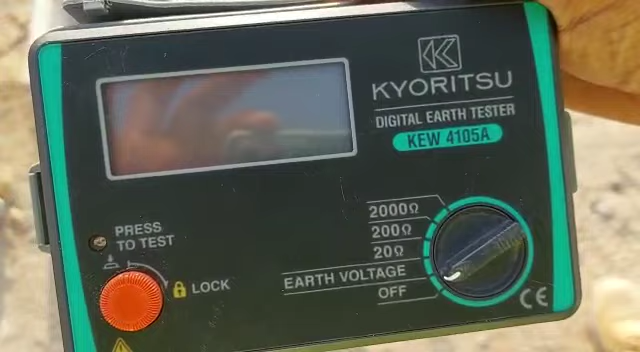 KYORITSU
DIGITAL EARTH TESTER
KEW 4105A
PRESS
TO TEST
LOCK
2000Ω
200Ω
20Ω
EARTH VOLTAGE
OFF
CE